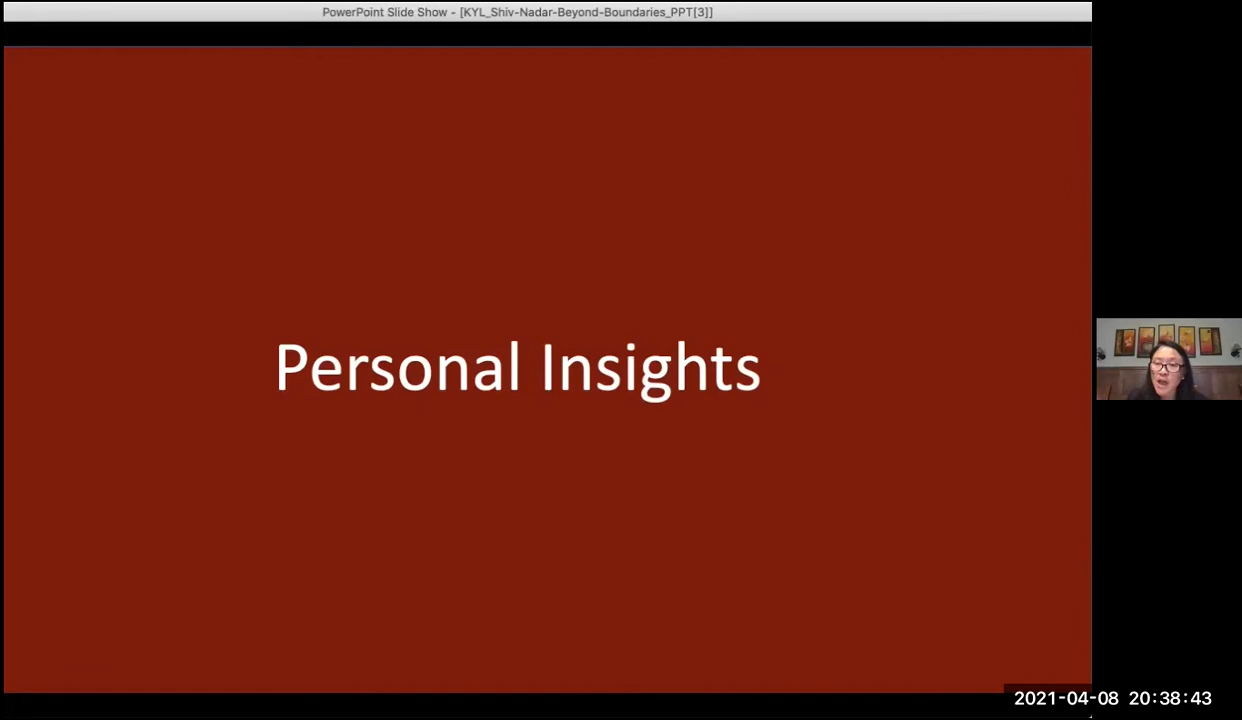 PowerPoint Slide Show - [KYL_Shiv-Nadar-Beyond-Boundaries_PPT[3]]
Personal Insights
2021-04-08 20:38:43